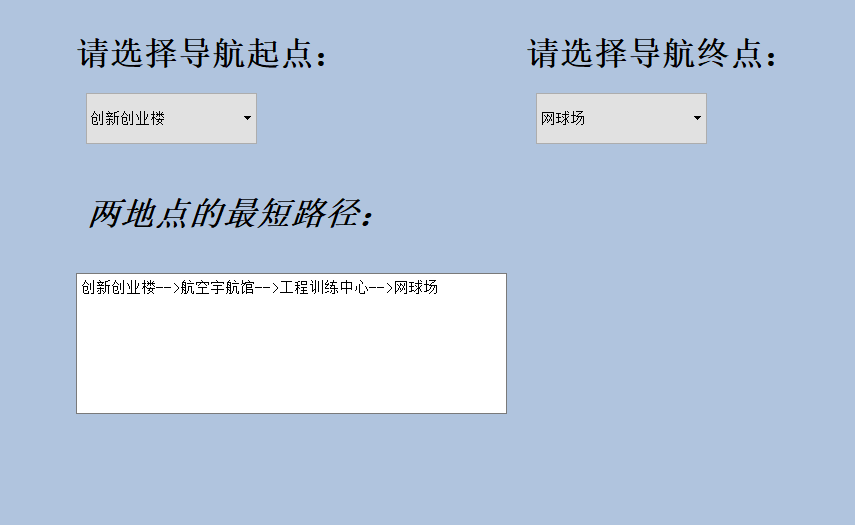 请选择导航起点：
请选择导航终点：
创新创业楼
网球场
两地点的最短路径：
创新创业楼-->航空宇航馆-->工程训练中心-->网球场